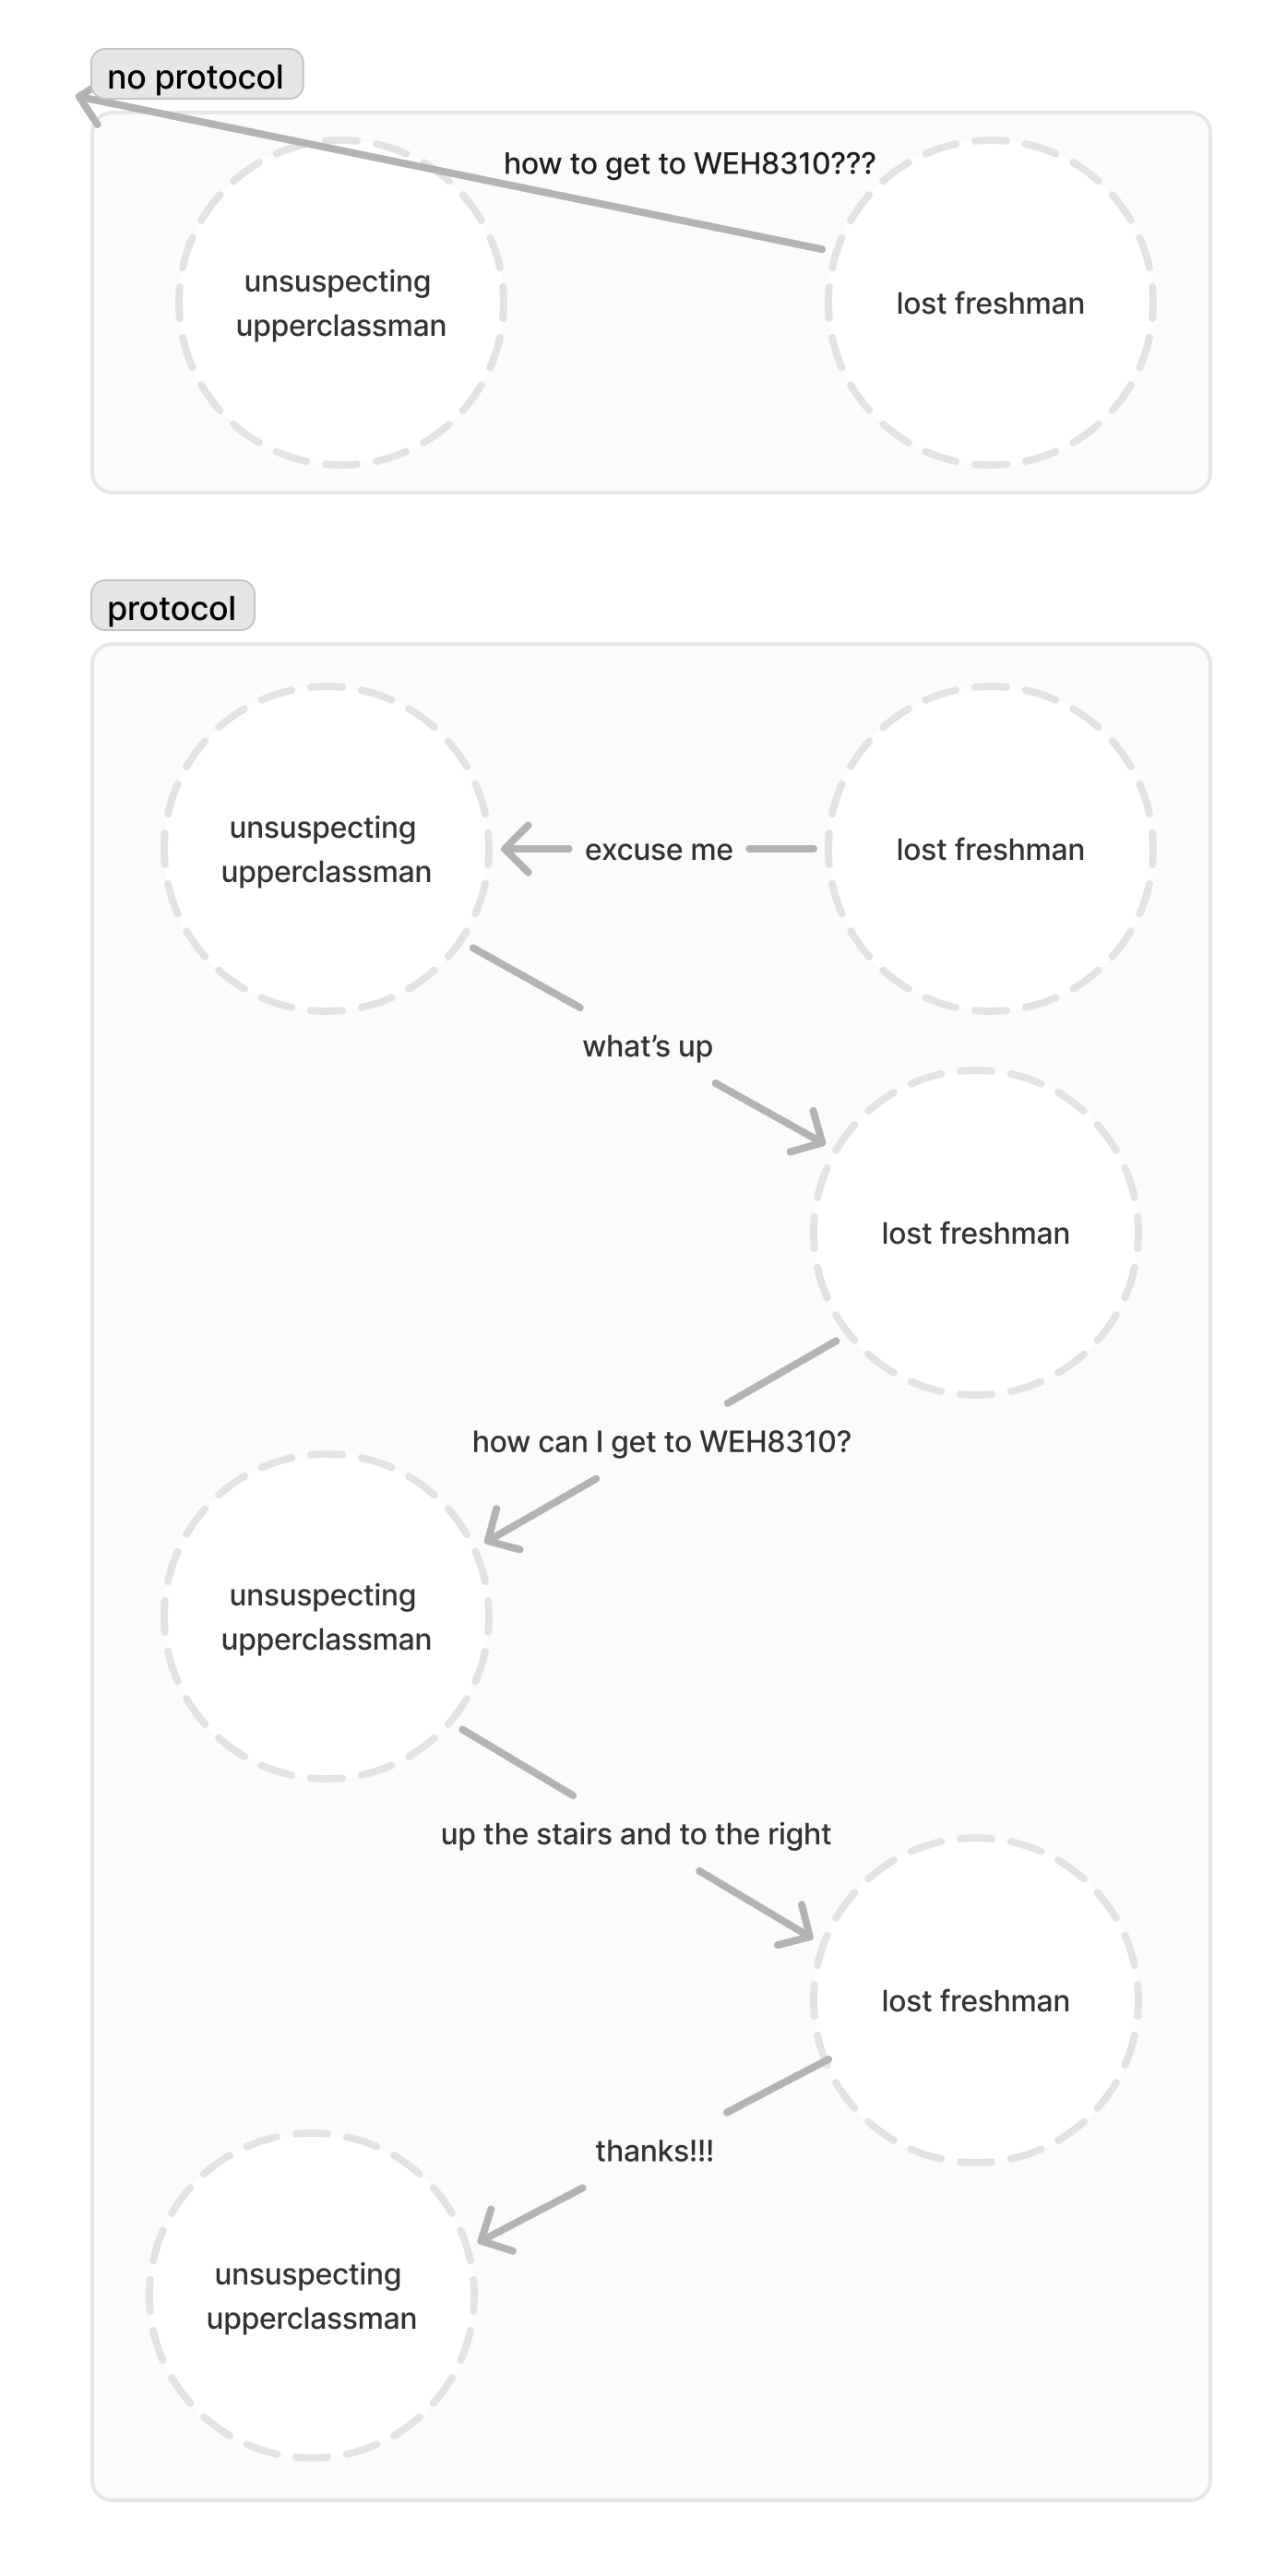 no protocol
how to get to WEH8310???
unsuspecting
upperclassman
lost freshman
protocol
unsuspecting
upperclassman
excuse me
lost freshman
what’s up
lost freshman
how can I get to WEH8310?
unsuspecting
upperclassman
up the stairs and to the right
lost freshman
thanks!!!
unsuspecting
upperclassman